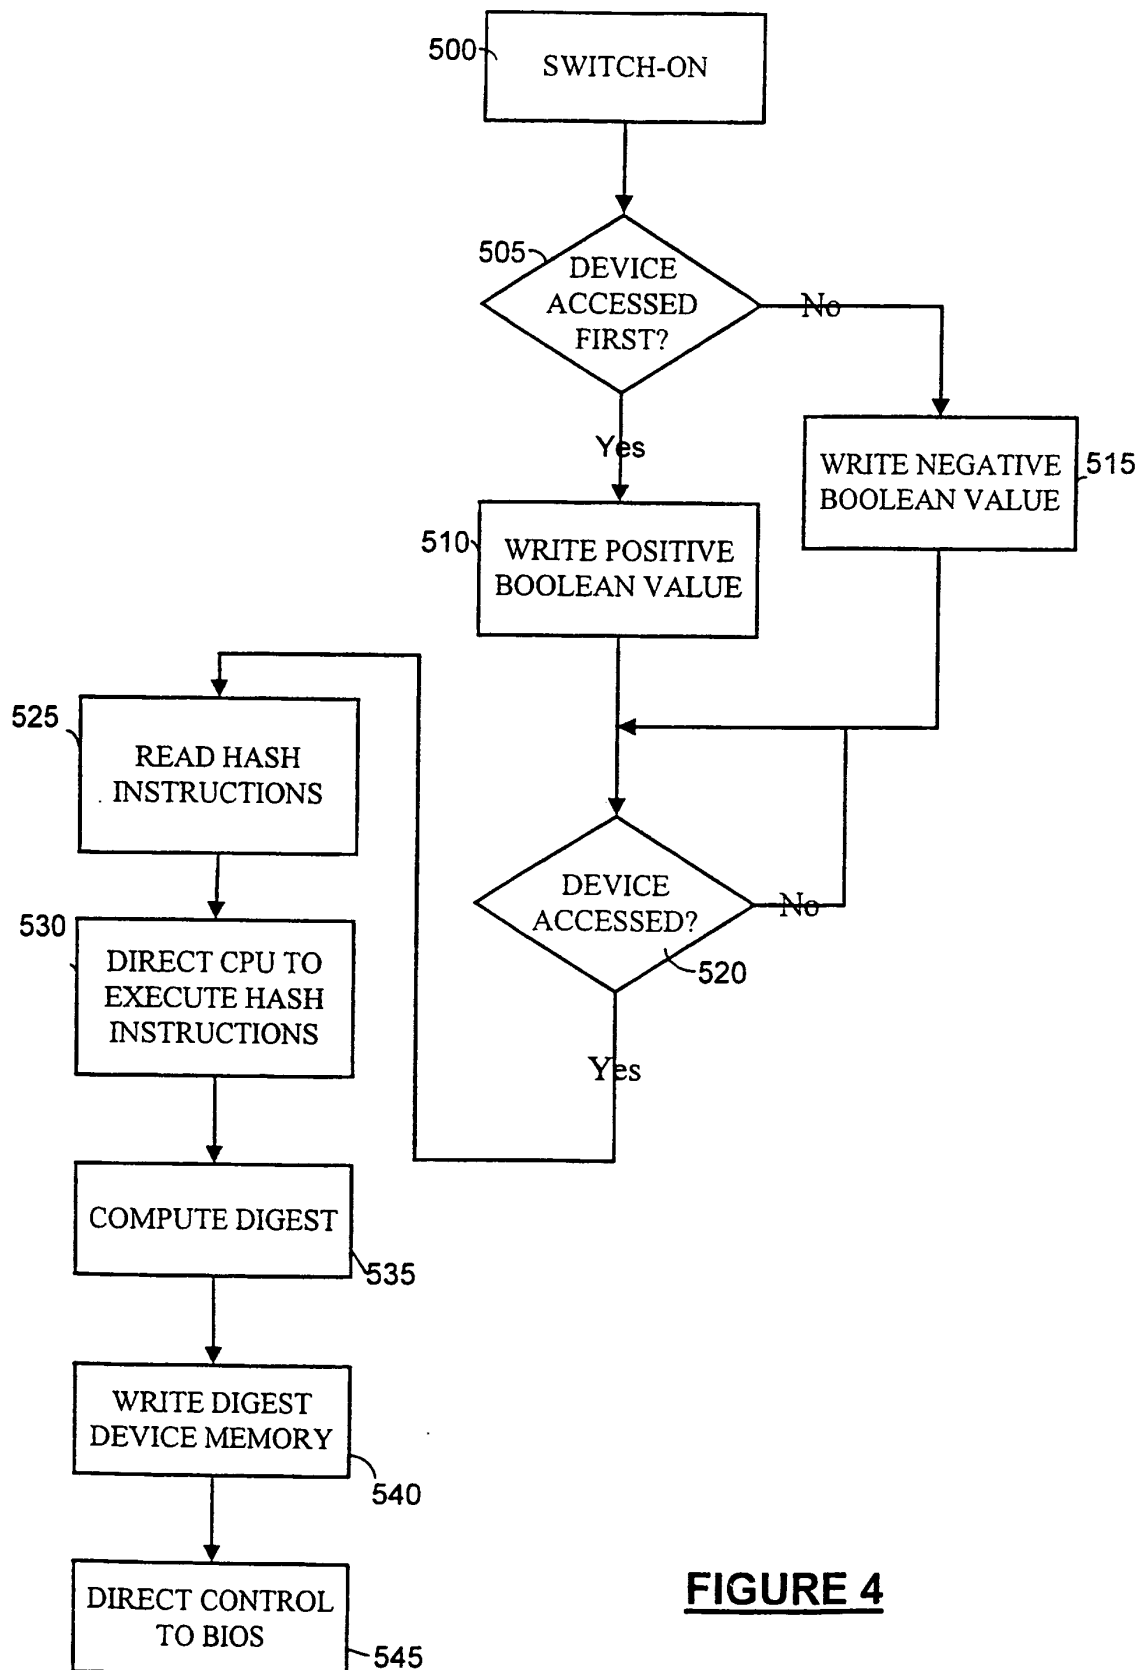 500
SWITCH-ON
505
DEVICE
ACCESSED
FIRST?
No
Yes
WRITE NEGATIVE
BOOLEAN VALUE
515
510
WRITE POSITIVE
BOOLEAN VALUE
525
READ HASH
INSTRUCTIONS
DEVICE
ACCESSED?
No
520
Yes
530
DIRECT CPU TO
EXECUTE HASH
INSTRUCTIONS
COMPUTE DIGEST
535
WRITE DIGEST
DEVICE MEMORY
540
DIRECT CONTROL
TO BIOS
545
FIGURE 4